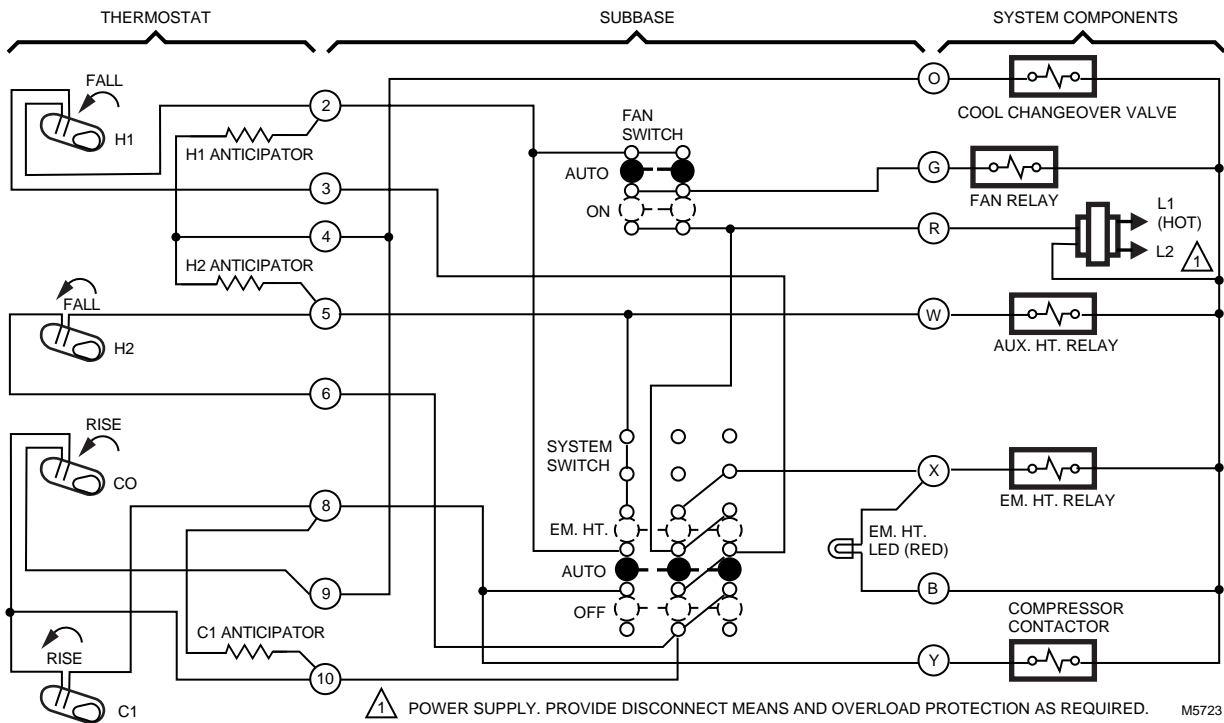 THERMOSTAT
SUBBASE
SYSTEM COMPONENTS
FALL
H1
2
H1 ANTICIPATOR
3
4
H2 ANTICIPATOR
FALL
H2
5
6
RISE
CO
8
9
C1 ANTICIPATOR
RISE
C1
10
FAN
SWITCH
AUTO
ON
SYSTEM
SWITCH
EM. HT.
AUTO
OFF
O
COOL CHANGEOVER VALVE
G
FAN RELAY
R
L1
(HOT)
L2
1
W
AUX. HT. RELAY
X
EM. HT. RELAY
EM. HT.
LED (RED)
B
COMPRESSOR
CONTACTOR
Y
1 POWER SUPPLY. PROVIDE DISCONNECT MEANS AND OVERLOAD PROTECTION AS REQUIRED.
M5723